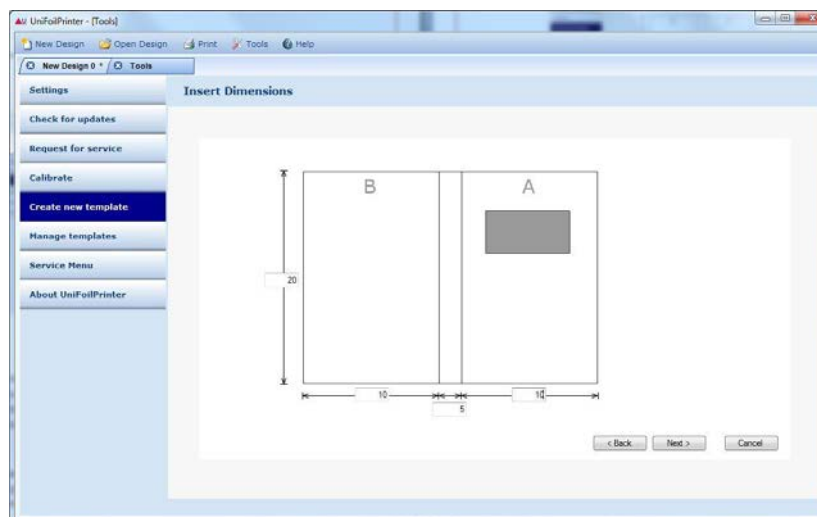 UniFoilPrinter - [Tools]
New Design Open Design Print Tools Help
New Design 0 * Tools
Settings
Insert Dimensions
Check for updates
Request for service
Calibrate
Create new template
Manage templates
Service Menu
About UniFoilPrinter
B A
20
10 10
5
< Back Next > Cancel